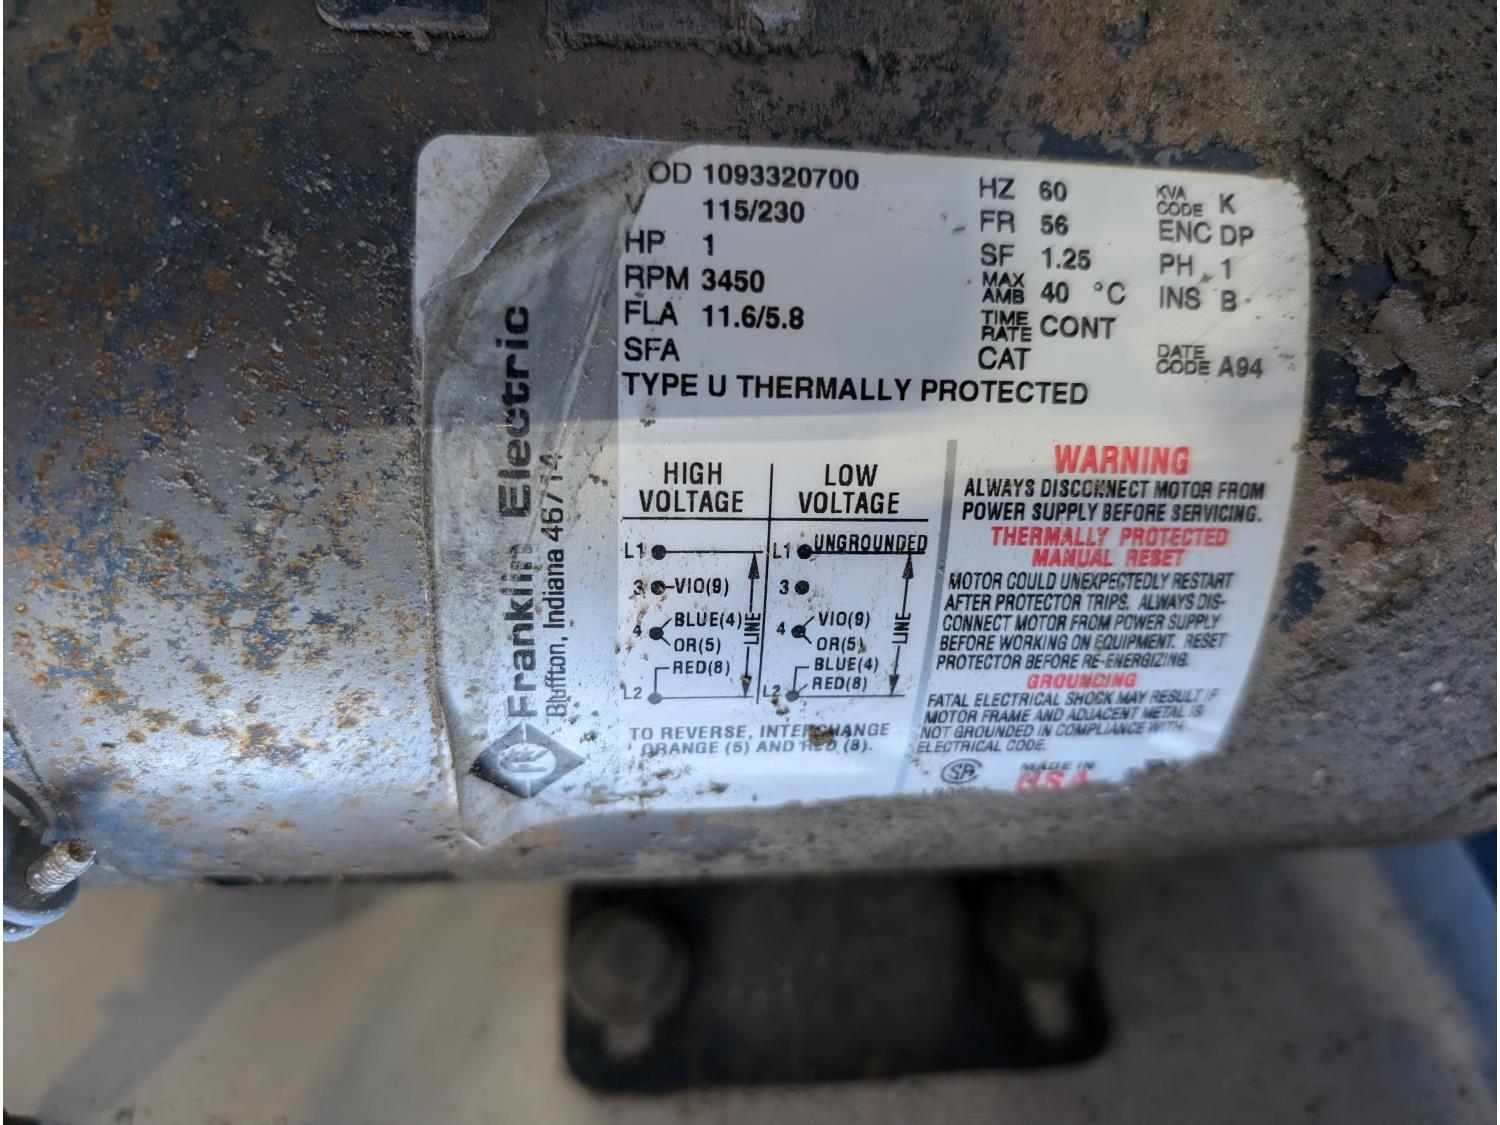 OD 1093320700
V 115/230
HP 1
RPM 3450
FLA 11.6/5.8
SFA
TYPE U THERMALLY PROTECTED
HZ 60
FR 56
SF 1.25
MAX AMB 40 °C
TIME RATE CONT
CAT
KVA CODE K
ENC DP
PH 1
INS B
DATE CODE A94
Franklin Electric
Bluffton, Indiana 46714
HIGH VOLTAGE
L1
3 VIO(9)
4 BLUE(4)
OR(5)
RED(8)
L2
LINE
LOW VOLTAGE
L1 UNGROUNDED
3
4 VIO(9)
OR(5)
BLUE(4)
L2 RED(8)
LINE
TO REVERSE, INTERCHANGE
ORANGE (5) AND RED (8).
WARNING
ALWAYS DISCONNECT MOTOR FROM
POWER SUPPLY BEFORE SERVICING.
THERMALLY PROTECTED
MANUAL RESET
MOTOR COULD UNEXPECTEDLY RESTART
AFTER PROTECTOR TRIPS. ALWAYS DIS-
CONNECT MOTOR FROM POWER SUPPLY
BEFORE WORKING ON EQUIPMENT. RESET
PROTECTOR BEFORE RE-ENERGIZING.
GROUNDING
FATAL ELECTRICAL SHOCK MAY RESULT IF
MOTOR FRAME AND ADJACENT METAL IS
NOT GROUNDED IN COMPLIANCE WITH
ELECTRICAL CODE.
MADE IN
USA